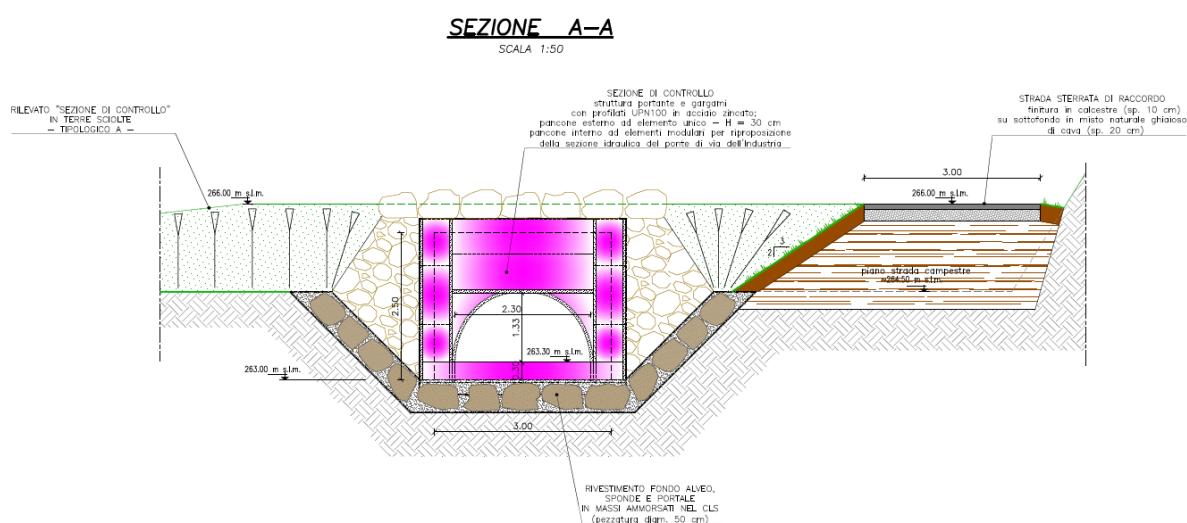 SEZIONE A-A
SCALA 1:50
RILEVATO "SEZIONE DI CONTROLLO"
IN TERRE SCIOLTE
- TIPOLOGICO A -
SEZIONE DI CONTROLLO
struttura portante e gargami
con profilati UPN100 in acciaio zincato;
pancone esterno ad elemento unico - H = 30 cm
pancone interno ad elementi modulari per riproposizione
della sezione idraulica del ponte di via dell'Industria
STRADA STERRATA DI RACCORDO
finitura in calcestre (sp. 10 cm)
su sottofondo in misto naturale ghiaioso
di cava (sp. 20 cm)
3.00
266.00 m s.l.m.
266.00 m s.l.m.
3
2
piano strada campestre
≈264.50 m s.l.m.
2.50
2.30
1.33
263.30 m s.l.m.
0.30
263.00 m s.l.m.
3.00
RIVESTIMENTO FONDO ALVEO,
SPONDE E PORTALE
IN MASSI AMMORSATI NEL CLS
(pezzatura diam. 50 cm)